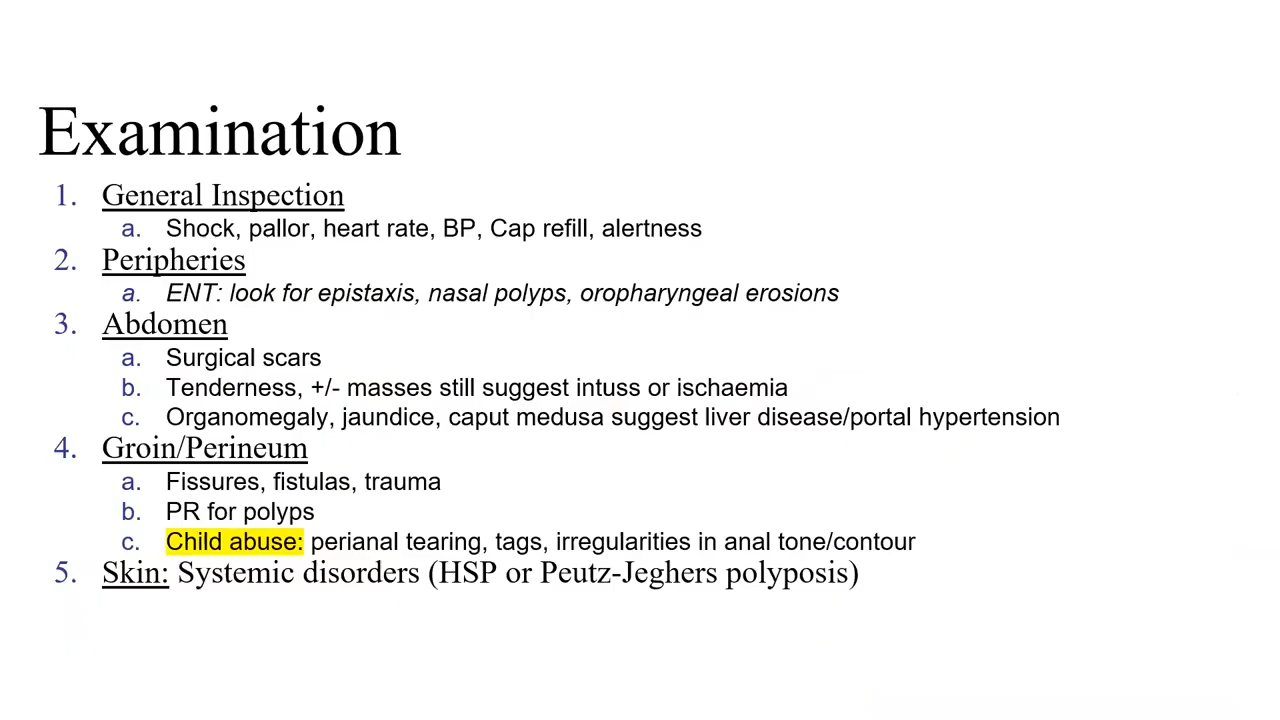 Examination
1. General Inspection
a. Shock, pallor, heart rate, BP, Cap refill, alertness
2. Peripheries
a. ENT: look for epistaxis, nasal polyps, oropharyngeal erosions
3. Abdomen
a. Surgical scars
b. Tenderness, +/- masses still suggest intuss or ischaemia
c. Organomegaly, jaundice, caput medusa suggest liver disease/portal hypertension
4. Groin/Perineum
a. Fissures, fistulas, trauma
b. PR for polyps
c. Child abuse: perianal tearing, tags, irregularities in anal tone/contour
5. Skin: Systemic disorders (HSP or Peutz-Jeghers polyposis)